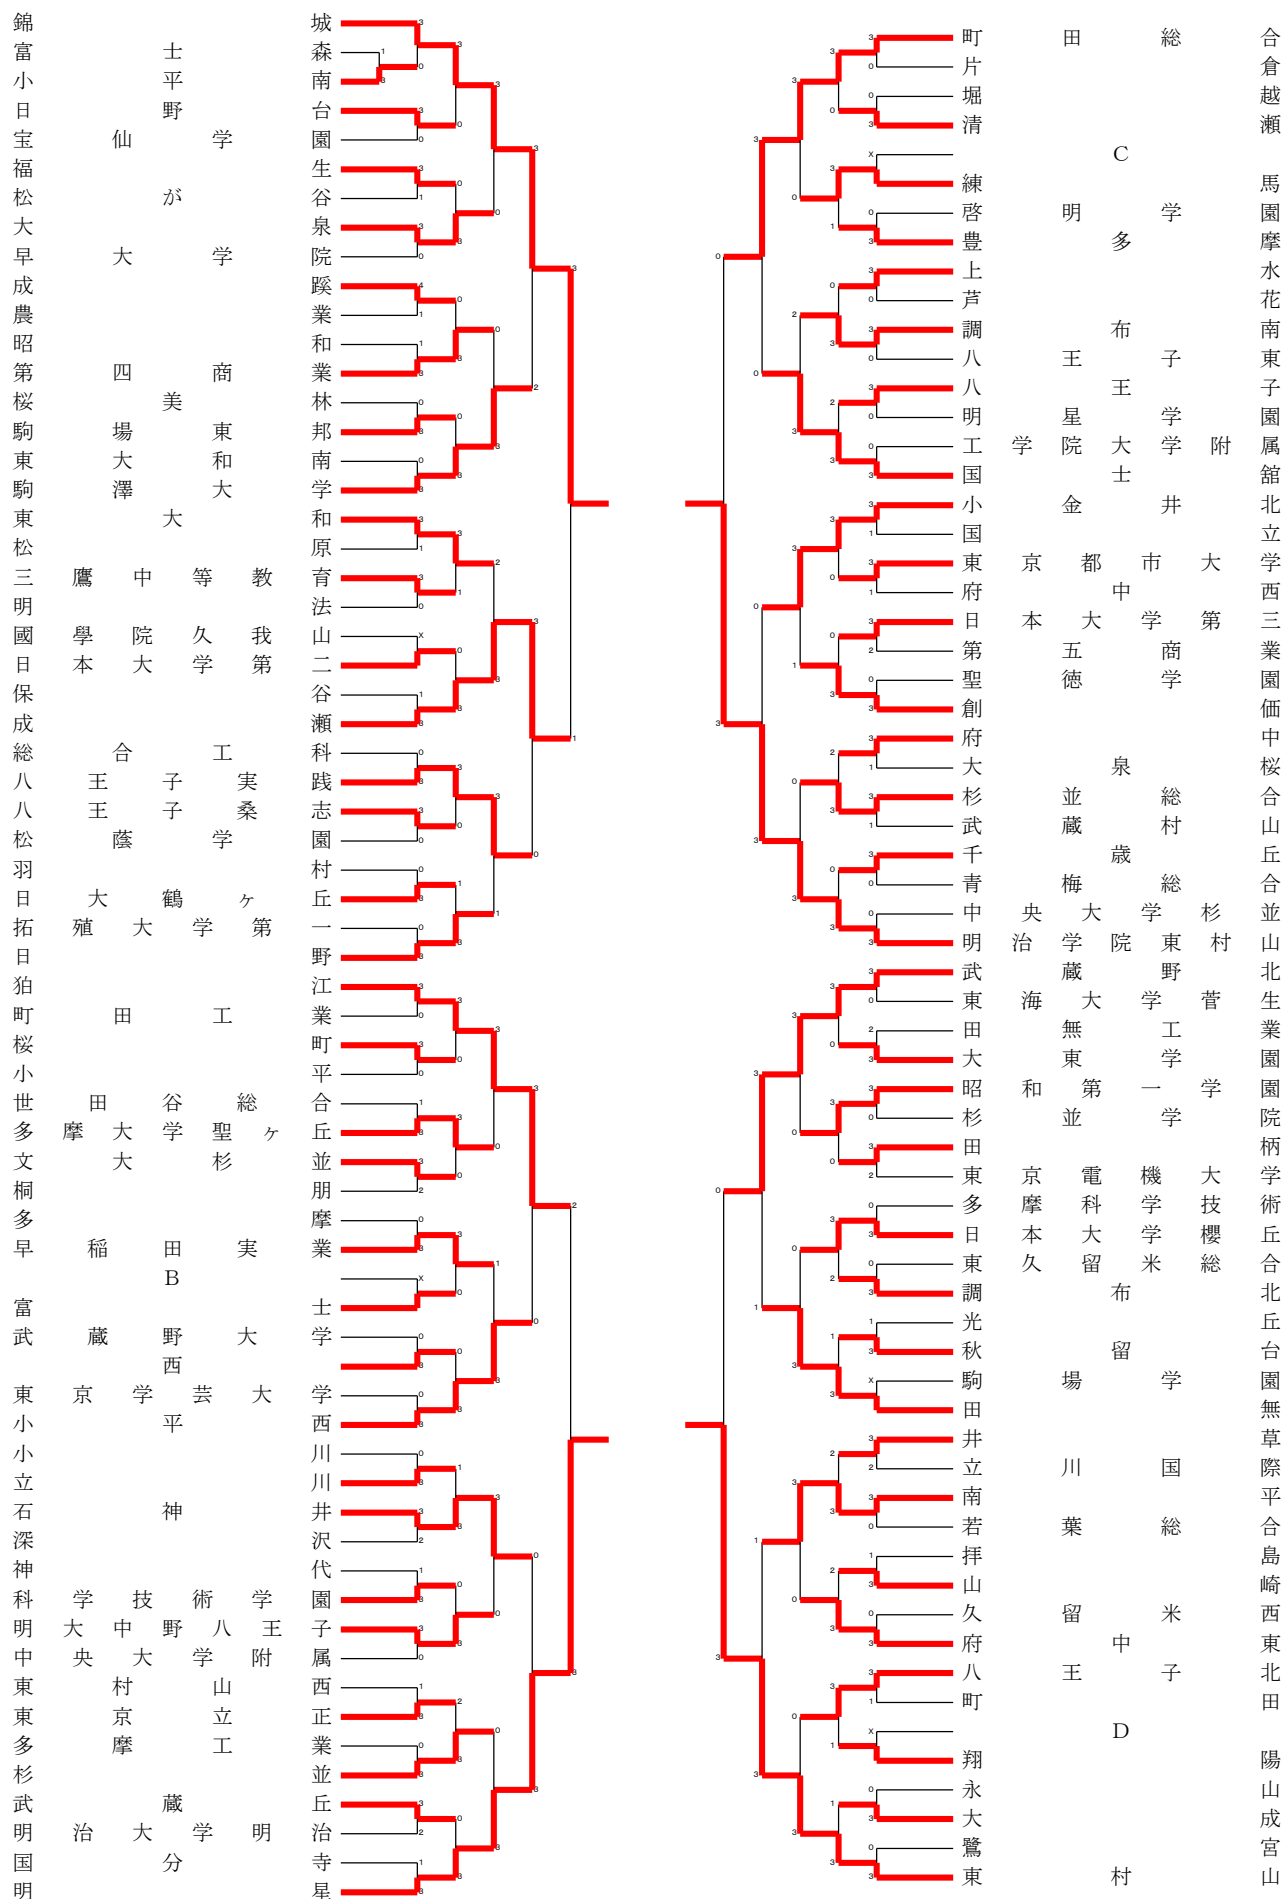 錦城
富士森
小平南
日野台
宝仙学園
福生
松が谷
大泉
早大学院
成蹊
農業
昭和
第四商業
桜美林
駒場東邦
東大和南
駒澤大学
東大和
松原
三鷹中等教育
明法
國學院久我山
日本大学第二
保谷
成瀬
総合工科
八王子実践
八王子桑志
松蔭学園
羽村
日大鶴ヶ丘
拓殖大学第一
日野
狛江
町田工業
桜町
小平
世田谷総合
多摩大学聖ヶ丘
文大杉並
桐朋
多摩
早稲田実業
B
富士
武蔵野大学
西
東京学芸大学
小平西
小川
立川
石神井
深沢
神代
科学技術学園
明大中野八王子
中央大学附属
東村山西
東京立正
多摩工業
杉並
武蔵丘
明治大学明治
国分寺
明星
町田総合
片倉
堀越
清瀬
C
練馬
啓明学園
豊多摩
上水
芦花
調布南
八王子東
八王子
明星学園
工学院大学附属
国士舘
小金井北
国立
東京都市大学
府中西
日本大学第三
第五商業
聖徳学園
創価
府中
大泉桜
杉並総合
武蔵村山
千歳丘
青梅総合
中央大学杉並
明治学院東村山
武蔵野北
東海大学菅生
田無工業
大東学園
昭和第一学園
杉並学院
田柄
東京電機大学
多摩科学技術
日本大学櫻丘
東久留米総合
調布北
光丘
秋留台
駒場学園
田無
井草
立川国際
南平
若葉総合
拝島
山崎
久留米西
府中東
八王子北
町田
D
翔陽
永山
大成
鷺宮
東村山